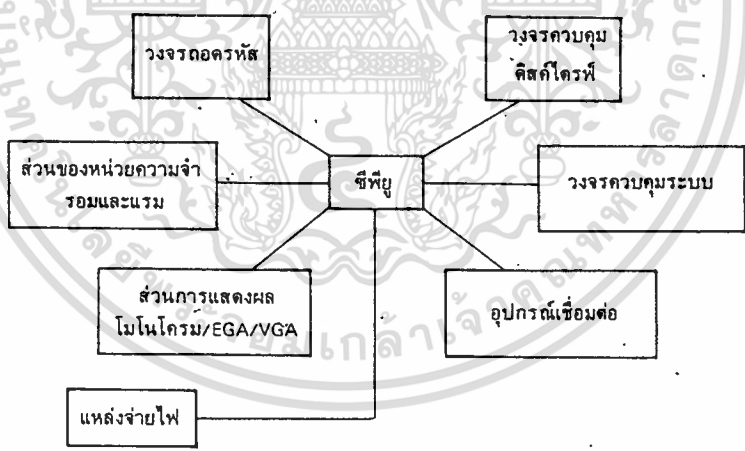 วงจรถอดรหัส
วงจรควบคุม
ดิสค์ไดรฟ์
ส่วนของหน่วยความจำ
รอมและแรม
ซีพียู
วงจรควบคุมระบบ
ส่วนการแสดงผล
โมโนโครม/EGA/VGA
อุปกรณ์เชื่อมต่อ
แหล่งจ่ายไฟ